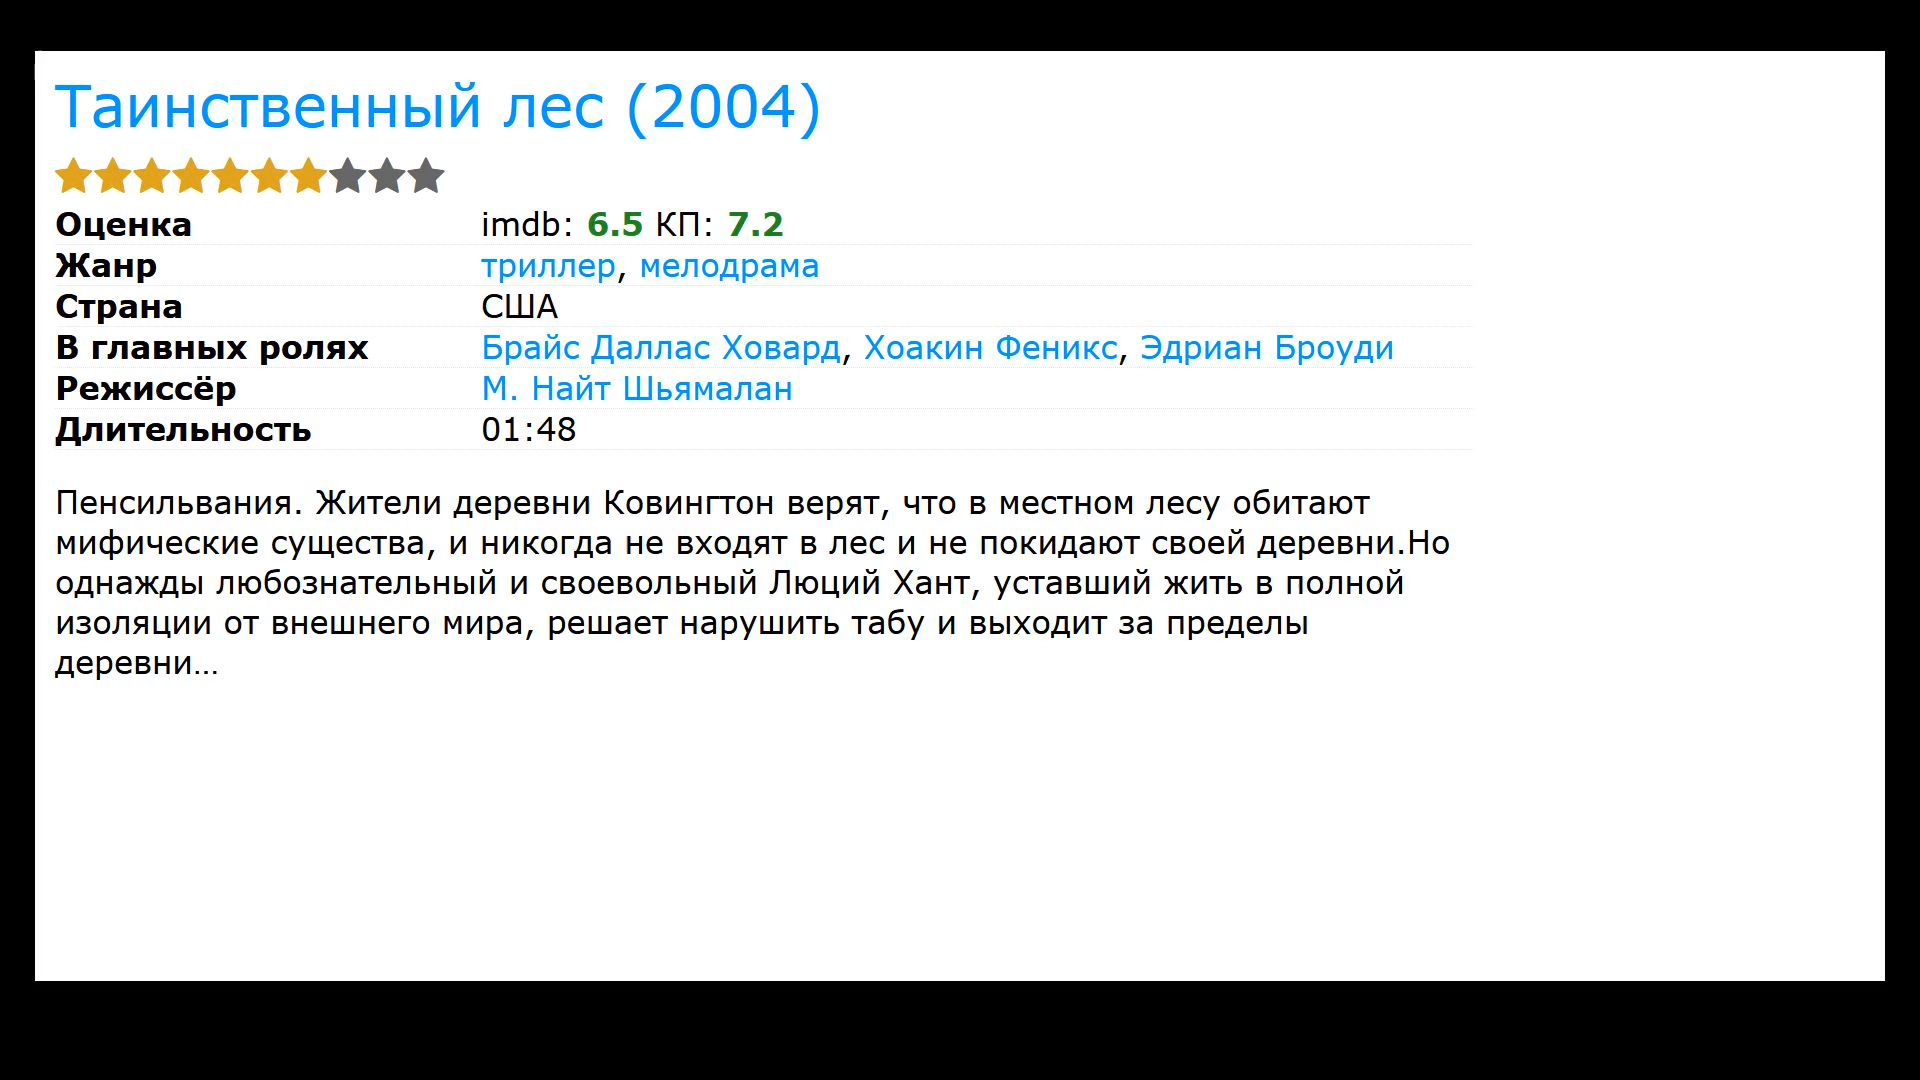 Таинственный лес (2004)
Оценка imdb: 6.5 КП: 7.2
Жанр триллер, мелодрама
Страна США
В главных ролях Брайс Даллас Ховард, Хоакин Феникс, Эдриан Броуди
Режиссёр М. Найт Шьямалан
Длительность 01:48
Пенсильвания. Жители деревни Ковингтон верят, что в местном лесу обитают
мифические существа, и никогда не входят в лес и не покидают своей деревни.Но
однажды любознательный и своевольный Люций Хант, уставший жить в полной
изоляции от внешнего мира, решает нарушить табу и выходит за пределы
деревни...